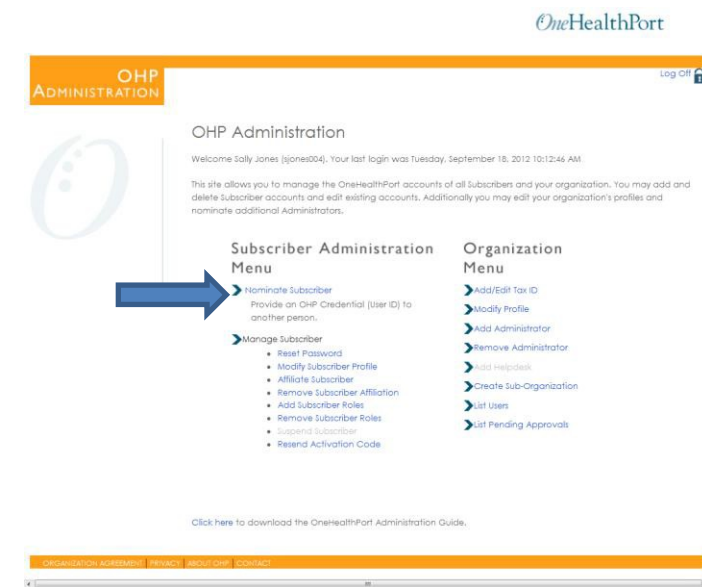 OneHealthPort
OHP
ADMINISTRATION
Log Off
OHP Administration
Welcome Sally Jones (sjones004), Your last login was Tuesday, September 18, 2012 10:12:46 AM
This site allows you to manage the OneHealthPort accounts of all Subscribers and your organization. You may add and
delete Subscriber accounts and edit existing accounts. Additionally you may edit your organization's profiles and
nominate additional Administrators.
Subscriber Administration
Menu
Nominate Subscriber
Provide an OHP Credential (User ID) to
another person.
Manage Subscriber
Reset Password
Modify Subscriber Profile
Affiliate Subscriber
Remove Subscriber Affiliation
Add Subscriber Roles
Remove Subscriber Roles
Suspend Subscriber
Resend Activation Code
Organization
Menu
Add/Edit Tax ID
Modify Profile
Add Administrator
Remove Administrator
Add Helpdesk
Create Sub-Organization
List Users
List Pending Approvals
Click here to download the OneHealthPort Administration Guide.
ORGANIZATION AGREEMENT | PRIVACY | ABOUT OHP | CONTACT